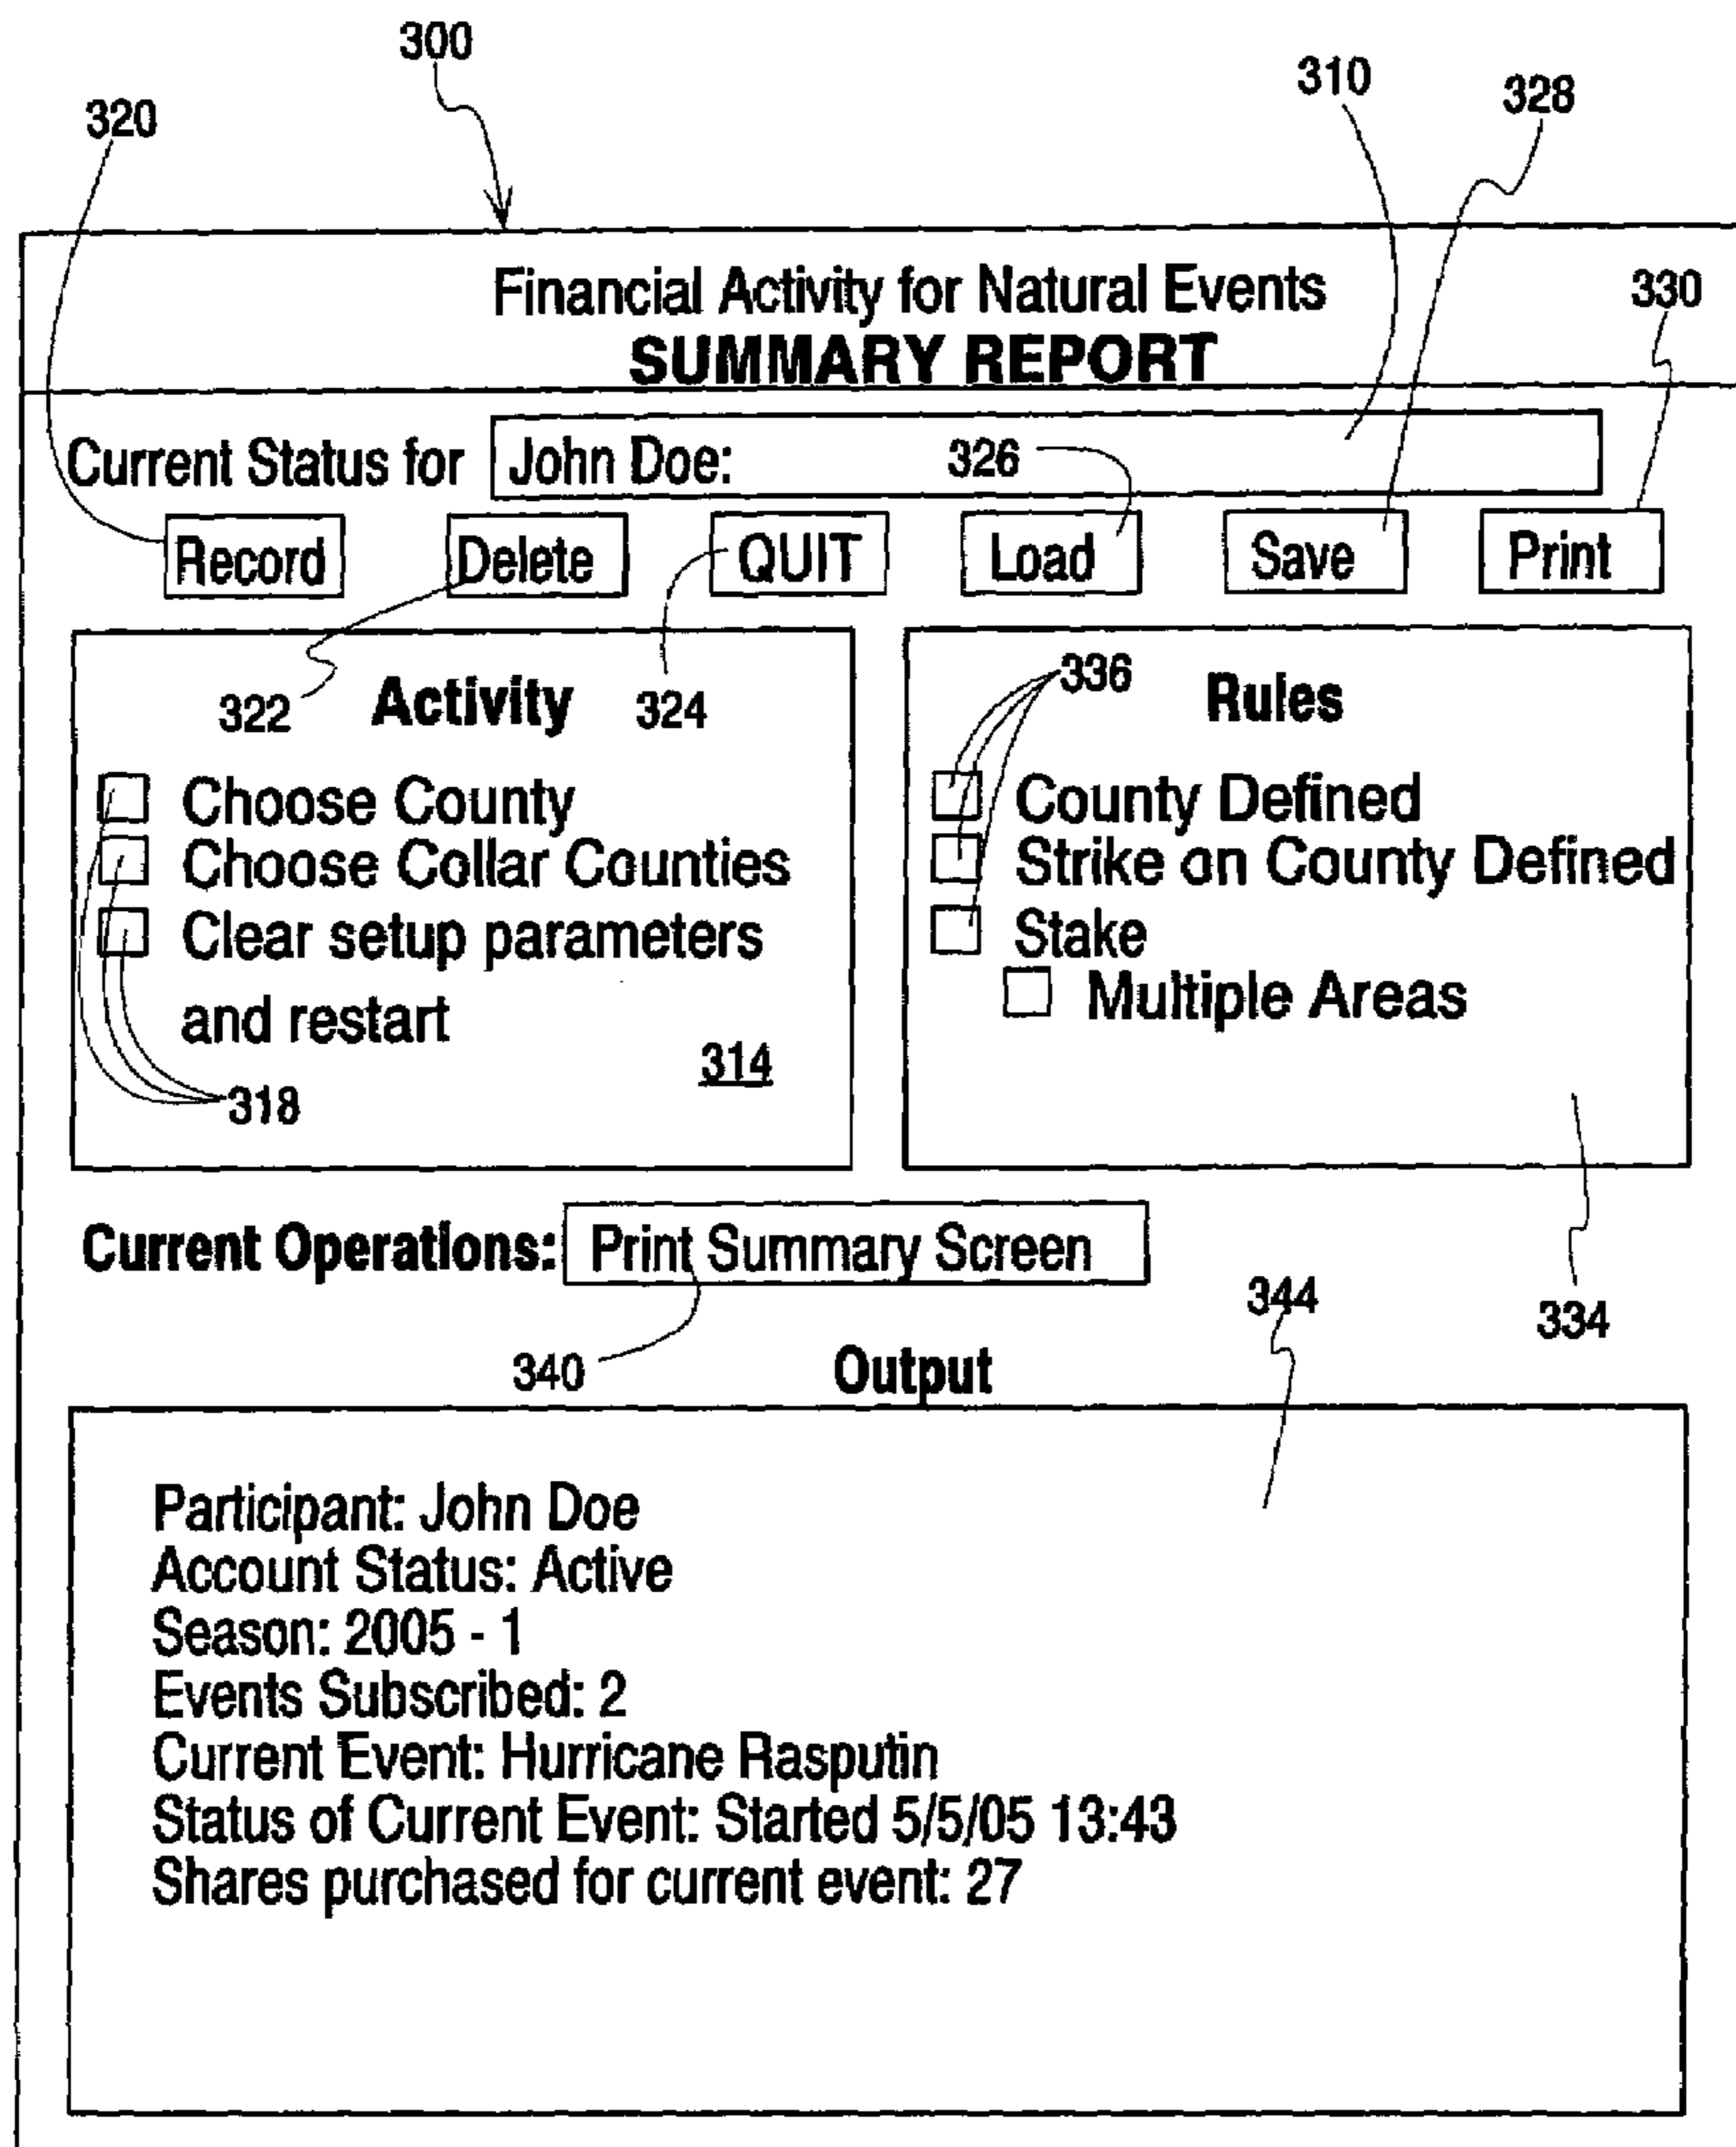 300
310
328
320
Financial Activity for Natural Events
330
SUMMARY REPORT
Current Status for John Doe: 326
Record Delete QUIT Load Save Print
322 Activity 324
Choose County
Choose Collar Counties
Clear setup parameters
and restart
314
318
336 Rules
County Defined
Strike on County Defined
Stake
Multiple Areas
Current Operations: Print Summary Screen
344
334
340
Output
Participant: John Doe
Account Status: Active
Season: 2005 - 1
Events Subscribed: 2
Current Event: Hurricane Rasputin
Status of Current Event: Started 5/5/05 13:43
Shares purchased for current event: 27